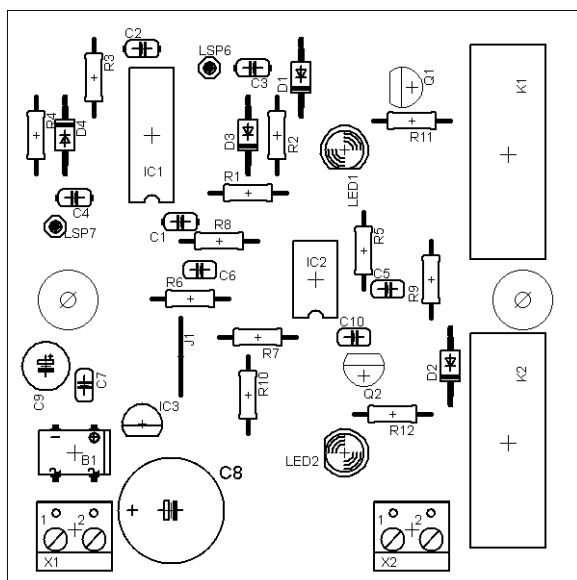 C2
LSP6
R3
C3
D1
Q1
K1
R4
D4
IC1
D3
R2
R11
LED1
R1
C4
LSP7
C1
R8
R5
IC2
C6
C5
R6
R9
J1
C10
R7
D2
K2
C9
C7
R10
Q2
IC3
R12
B1
LED2
C8
1 2
X1
1 2
X2